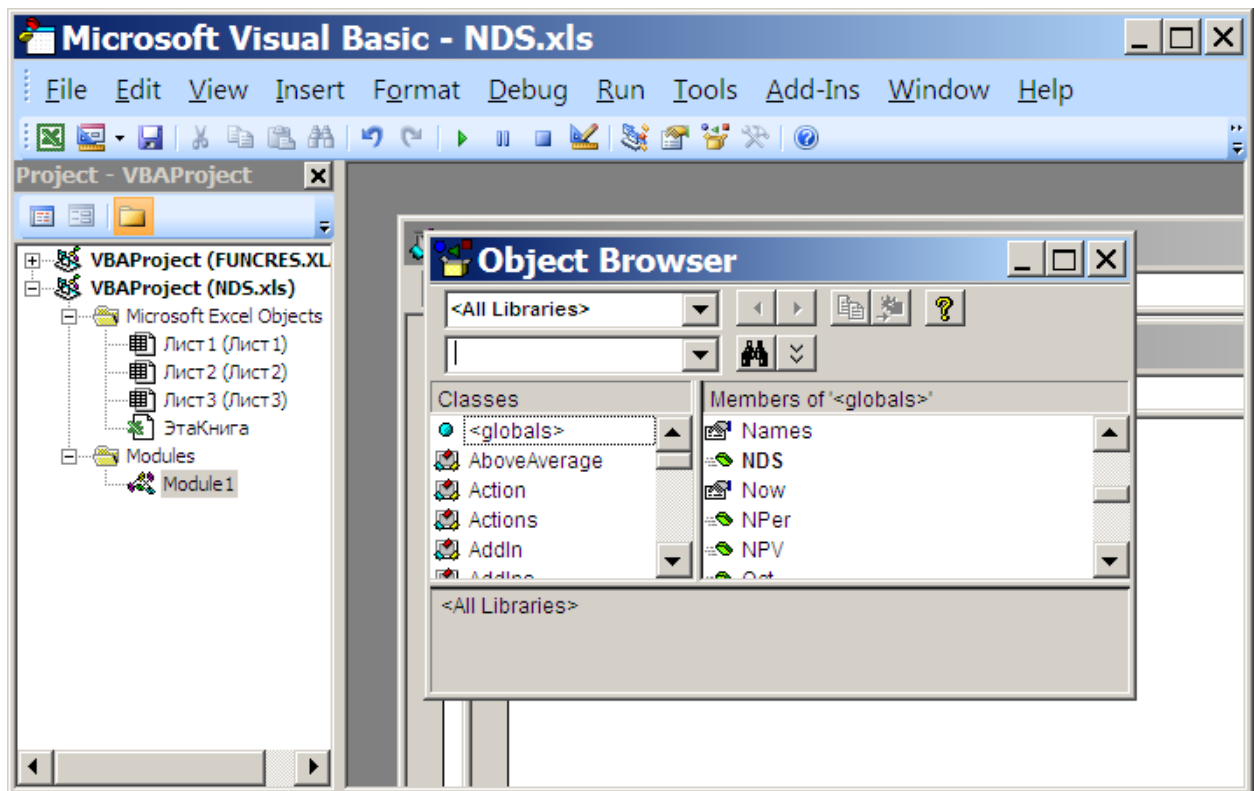 Microsoft Visual Basic - NDS.xls
File Edit View Insert Format Debug Run Tools Add-Ins Window Help
Project - VBAProject
VBAProject (FUNCRES.XL
VBAProject (NDS.xls)
Microsoft Excel Objects
Лист1 (Лист1)
Лист2 (Лист2)
Лист3 (Лист3)
ЭтаКнига
Modules
Module1
Object Browser
<All Libraries>
Classes
<globals>
AboveAverage
Action
Actions
AddIn
AddIns
Members of '<globals>'
Names
NDS
Now
NPer
NPV
Oct
<All Libraries>